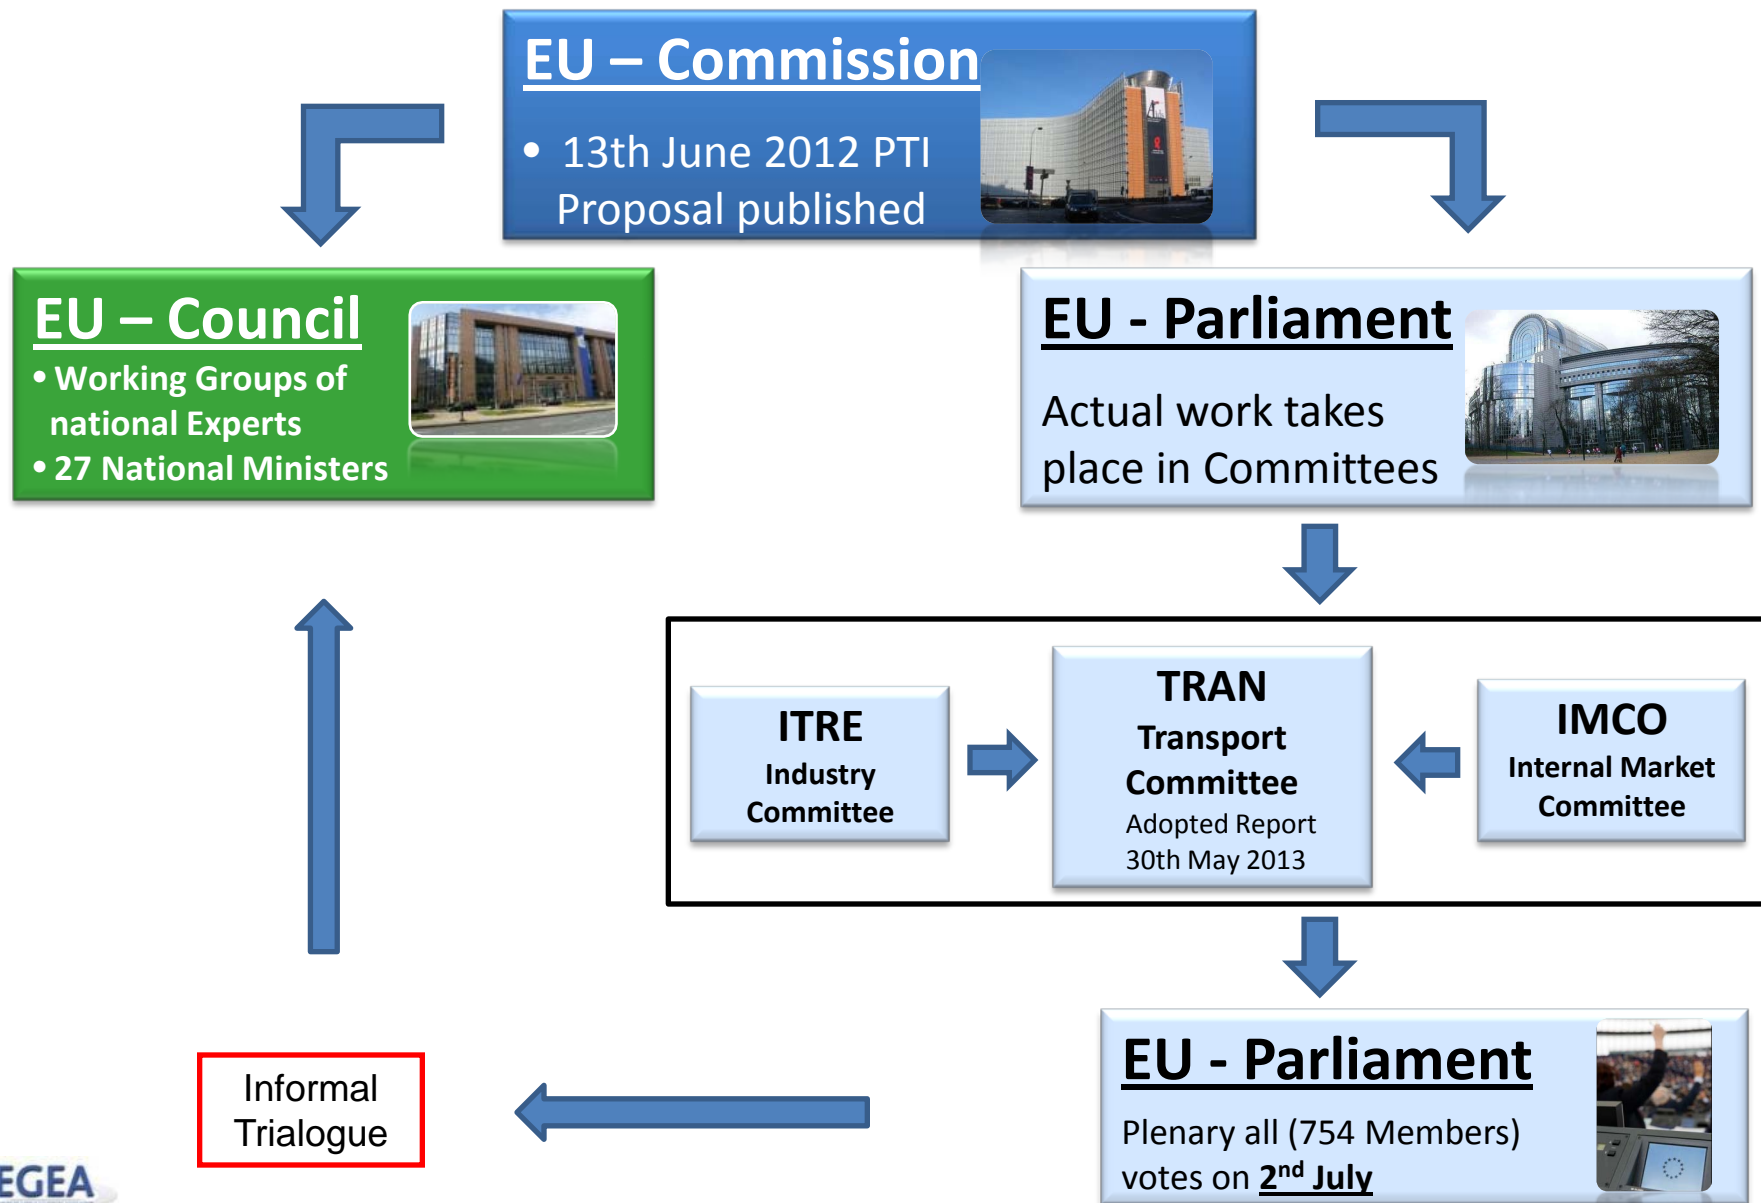 EU – Commission
• 13th June 2012 PTI
Proposal published
EU – Council
• Working Groups of
national Experts
• 27 National Ministers
EU - Parliament
Actual work takes
place in Committees
ITRE
Industry
Committee
TRAN
Transport
Committee
Adopted Report
30th May 2013
IMCO
Internal Market
Committee
EU - Parliament
Plenary all (754 Members)
votes on 2nd July
Informal
Trialogue
EGEA